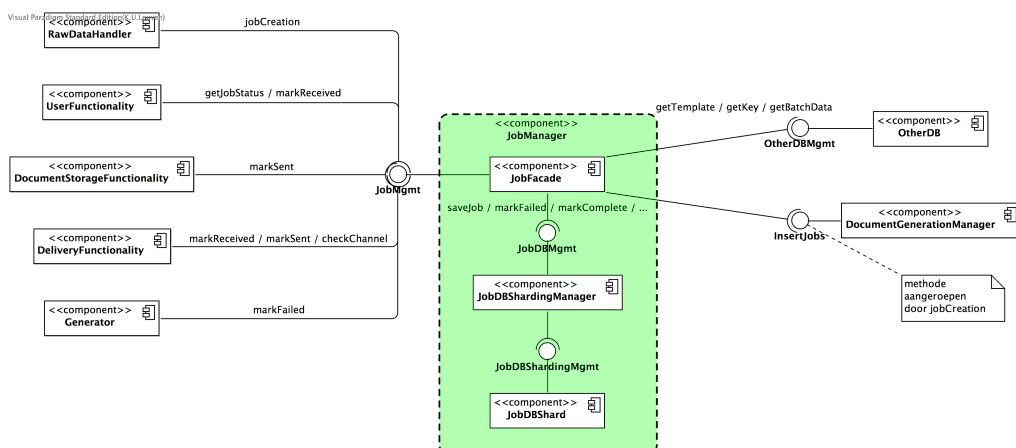 Visual Paradigm Standard Edition(K.U.Leuven)
<<component>>
RawDataHandler
jobCreation
<<component>>
UserFunctionality
getJobStatus / markReceived
<<component>>
DocumentStorageFunctionality
markSent
<<component>>
DeliveryFunctionality
markReceived / markSent / checkChannel
<<component>>
Generator
markFailed
JobMgmt
<<component>>
JobManager
<<component>>
JobFacade
saveJob / markFailed / markComplete / ...
JobDBMgmt
<<component>>
JobDBShardingManager
JobDBShardingMgmt
<<component>>
JobDBShard
getTemplate / getKey / getBatchData
OtherDBMgmt
<<component>>
OtherDB
InsertJobs
<<component>>
DocumentGenerationManager
methode
aangeroepen
door jobCreation